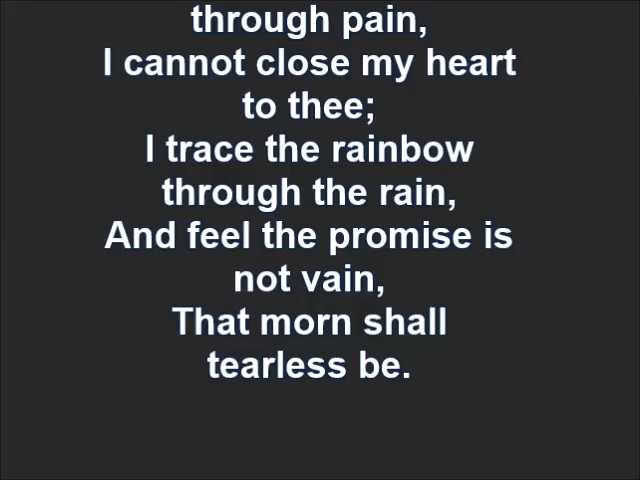 through pain,
I cannot close my heart
to thee;
I trace the rainbow
through the rain,
And feel the promise is
not vain,
That morn shall
tearless be.